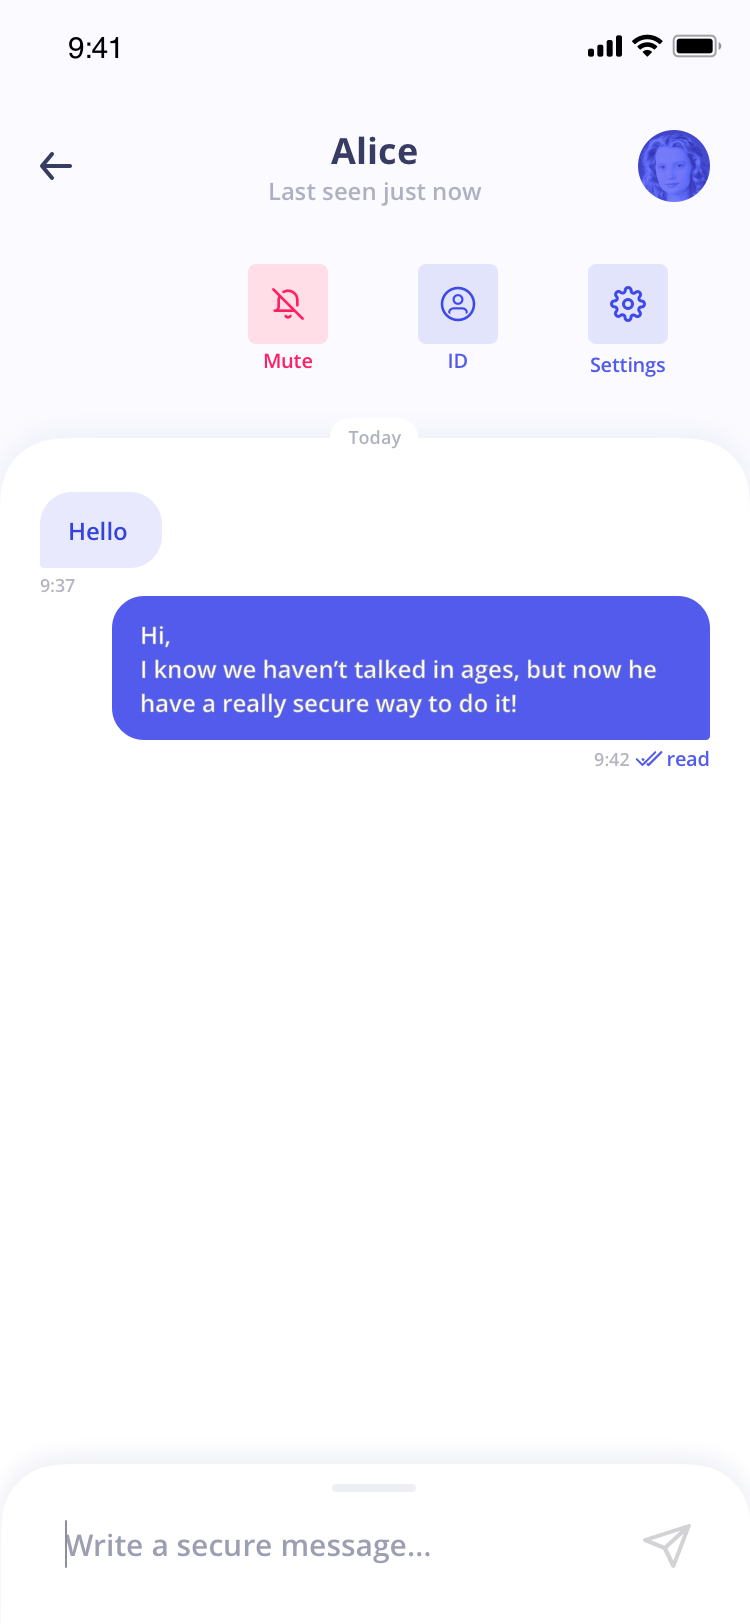 9:41
Alice
Last seen just now
Mute
ID
Settings
Today
Hello
9:37
Hi,
I know we haven’t talked in ages, but now he
have a really secure way to do it!
9:42 read
Write a secure message...